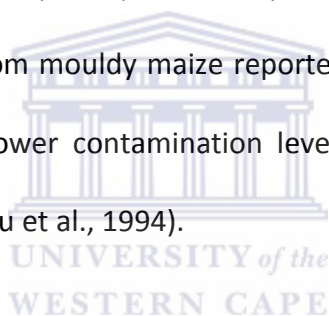 om mouldy maize reporte
ower contamination leve
u et al., 1994).
UNIVERSITY of the
WESTERN CAPE